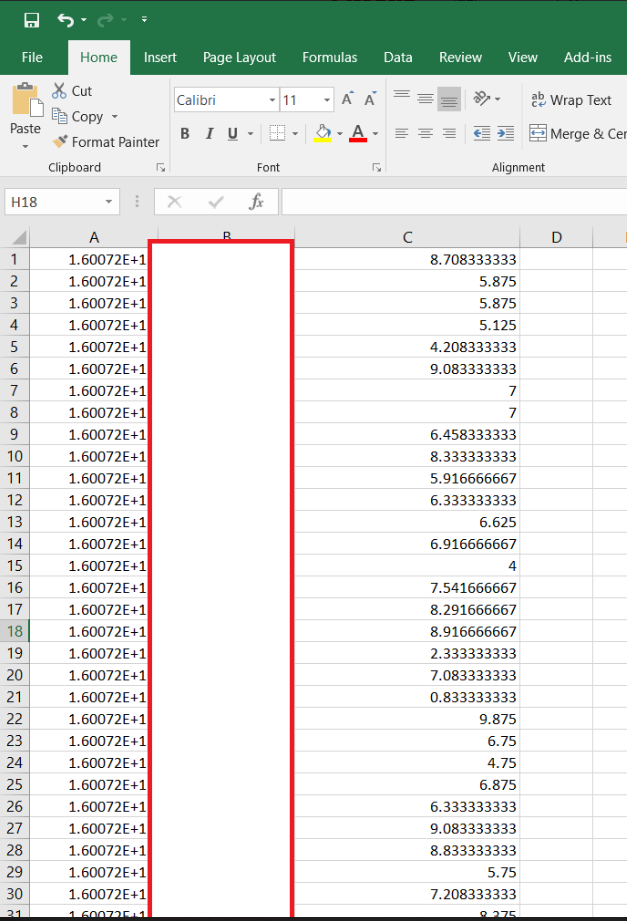 File Home Insert Page Layout Formulas Data Review View Add-ins
Cut
Copy
Format Painter
Paste
Calibri 11 A A
B I U A
ab Wrap Text
Merge & Cen
Clipboard Font Alignment
H18 fx
A B C D
1 1.60072E+1 8.708333333
2 1.60072E+1 5.875
3 1.60072E+1 5.875
4 1.60072E+1 5.125
5 1.60072E+1 4.208333333
6 1.60072E+1 9.083333333
7 1.60072E+1 7
8 1.60072E+1 7
9 1.60072E+1 6.458333333
10 1.60072E+1 8.333333333
11 1.60072E+1 5.916666667
12 1.60072E+1 6.333333333
13 1.60072E+1 6.625
14 1.60072E+1 6.916666667
15 1.60072E+1 4
16 1.60072E+1 7.541666667
17 1.60072E+1 8.291666667
18 1.60072E+1 8.916666667
19 1.60072E+1 2.333333333
20 1.60072E+1 7.083333333
21 1.60072E+1 0.833333333
22 1.60072E+1 9.875
23 1.60072E+1 6.75
24 1.60072E+1 4.75
25 1.60072E+1 6.875
26 1.60072E+1 6.333333333
27 1.60072E+1 9.083333333
28 1.60072E+1 8.833333333
29 1.60072E+1 5.75
30 1.60072E+1 7.208333333
31 1.60072E+1 8.375